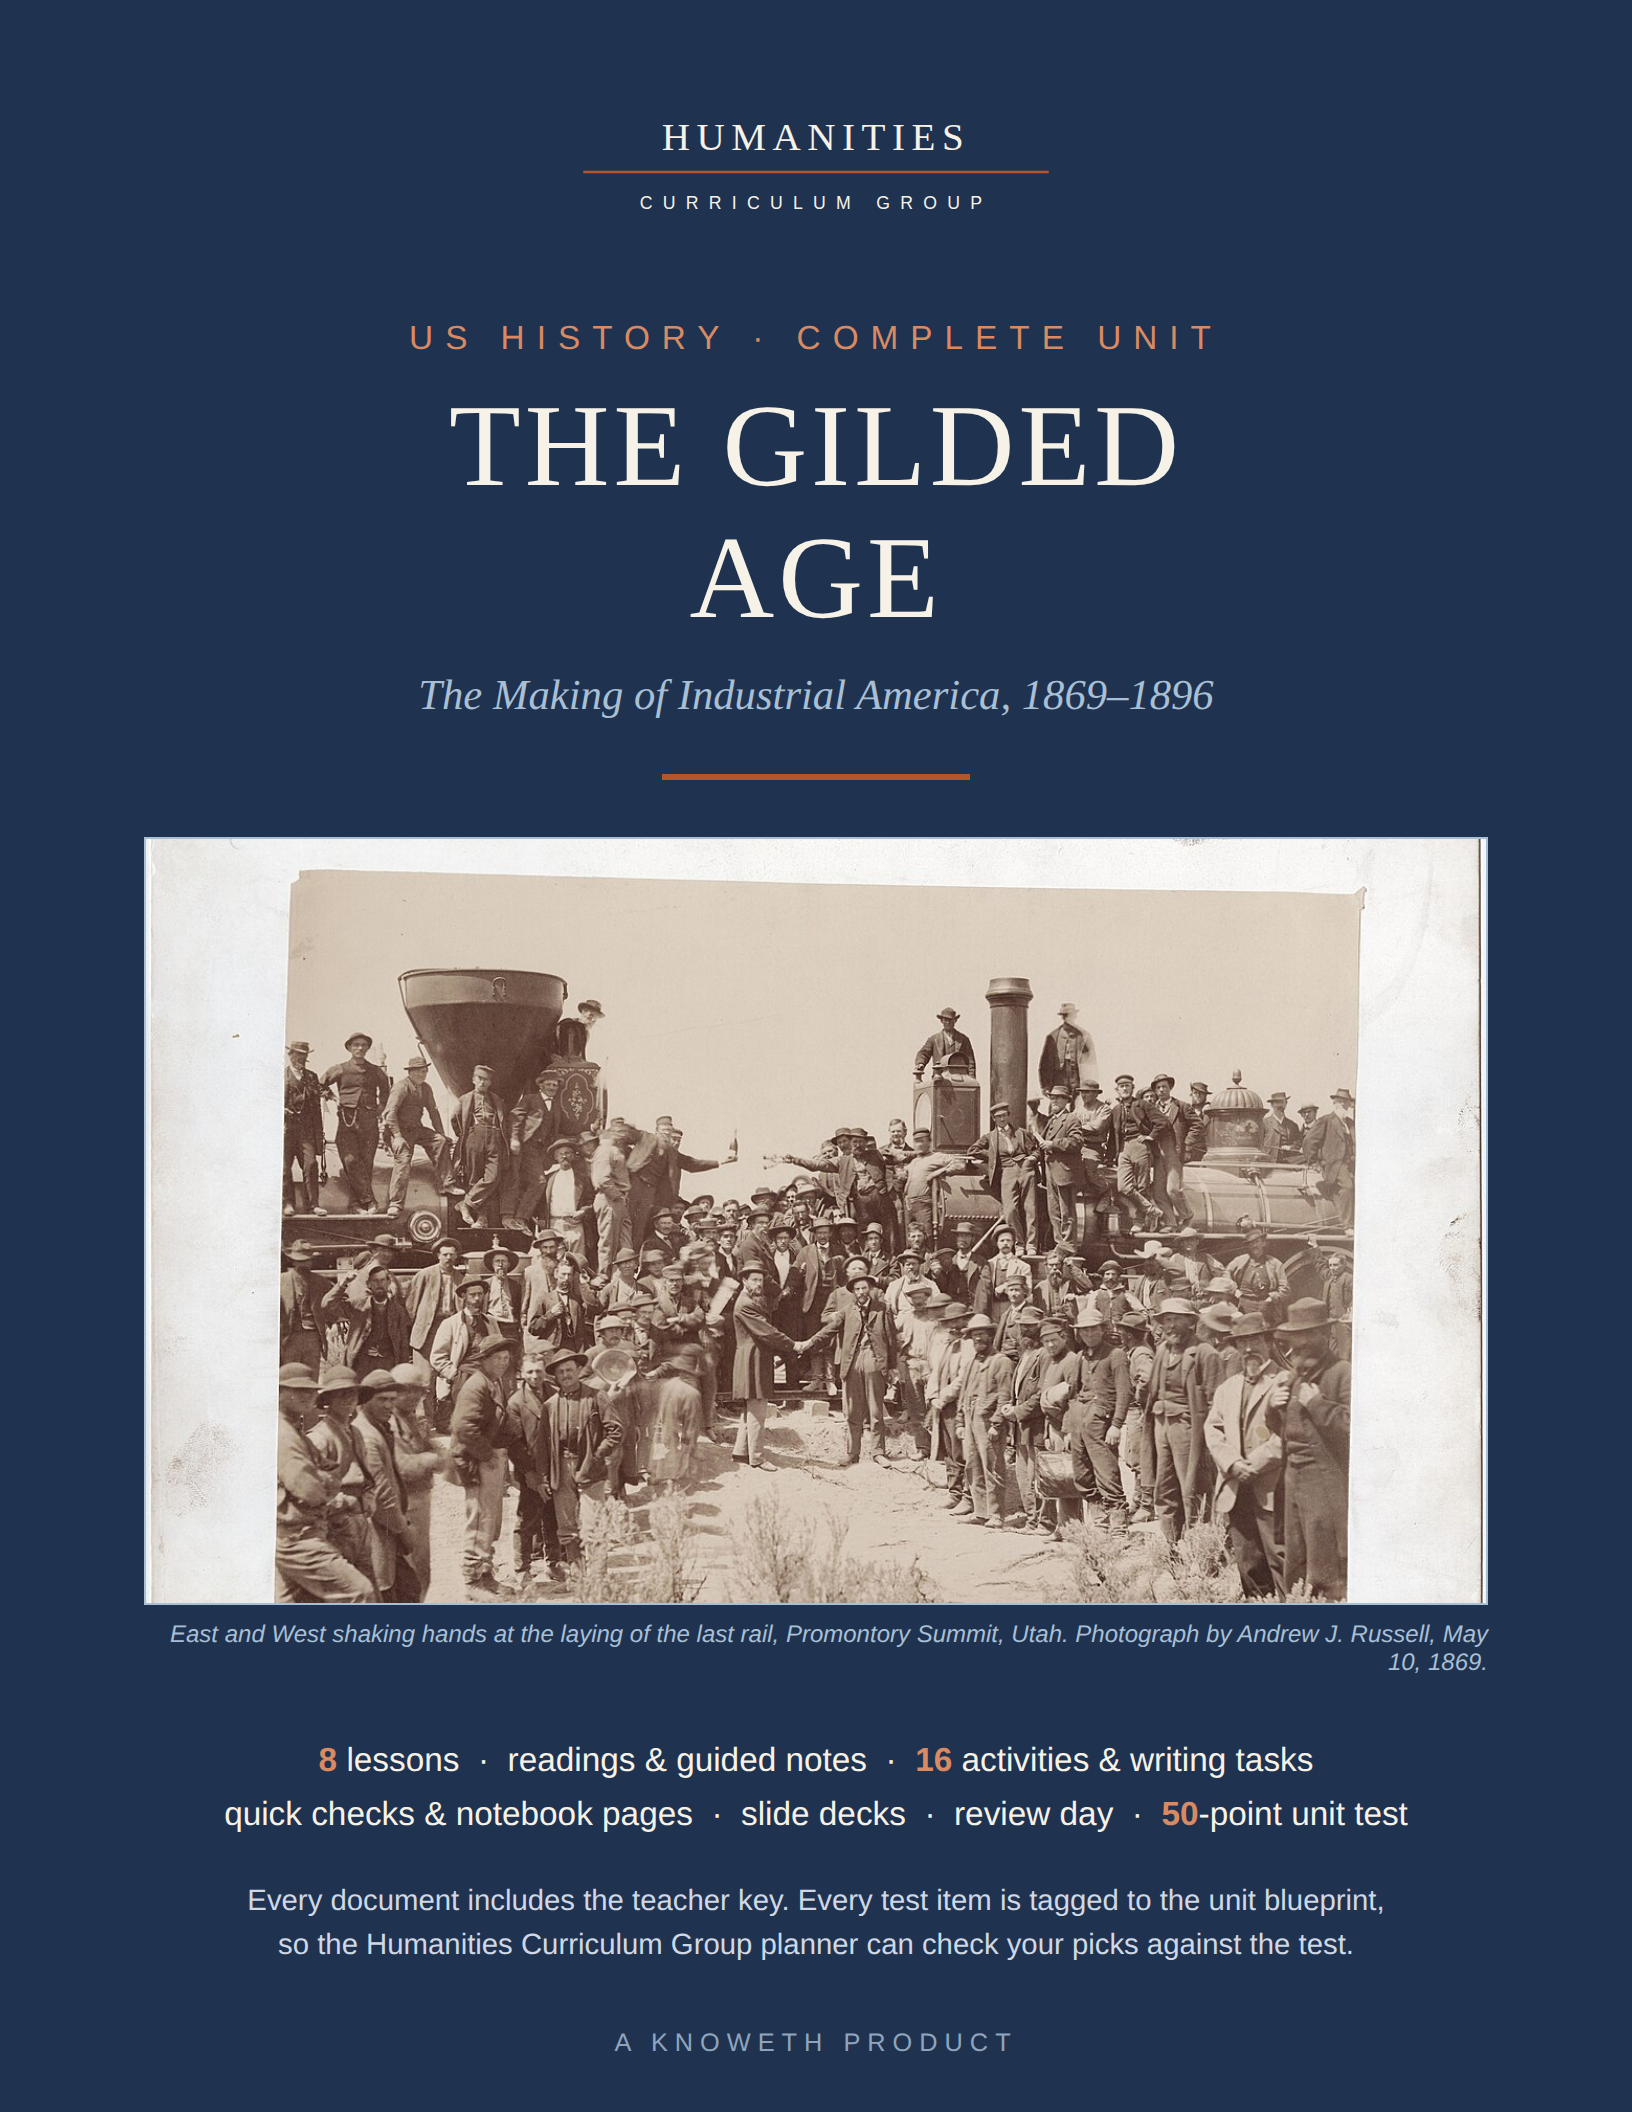 HUMANITIES
CURRICULUM GROUP
US HISTORY · COMPLETE UNIT
THE GILDED
AGE
The Making of Industrial America, 1869–1896
East and West shaking hands at the laying of the last rail, Promontory Summit, Utah. Photograph by Andrew J. Russell, May
10, 1869.
8 lessons · readings & guided notes · 16 activities & writing tasks
quick checks & notebook pages · slide decks · review day · 50-point unit test
Every document includes the teacher key. Every test item is tagged to the unit blueprint,
so the Humanities Curriculum Group planner can check your picks against the test.
A KNOWETH PRODUCT